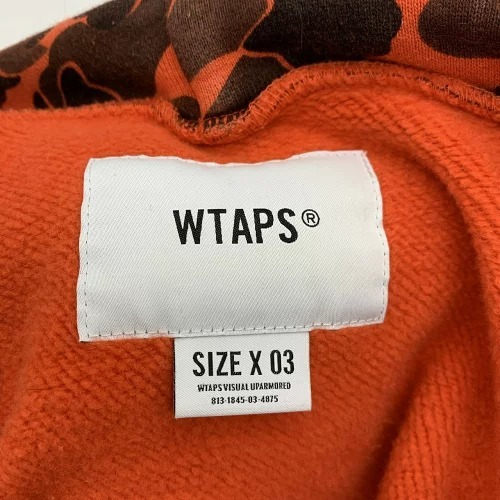 WTAPS®
SIZE X 03
WTAPS VISUAL UPARMORED
813-1845-03-4875